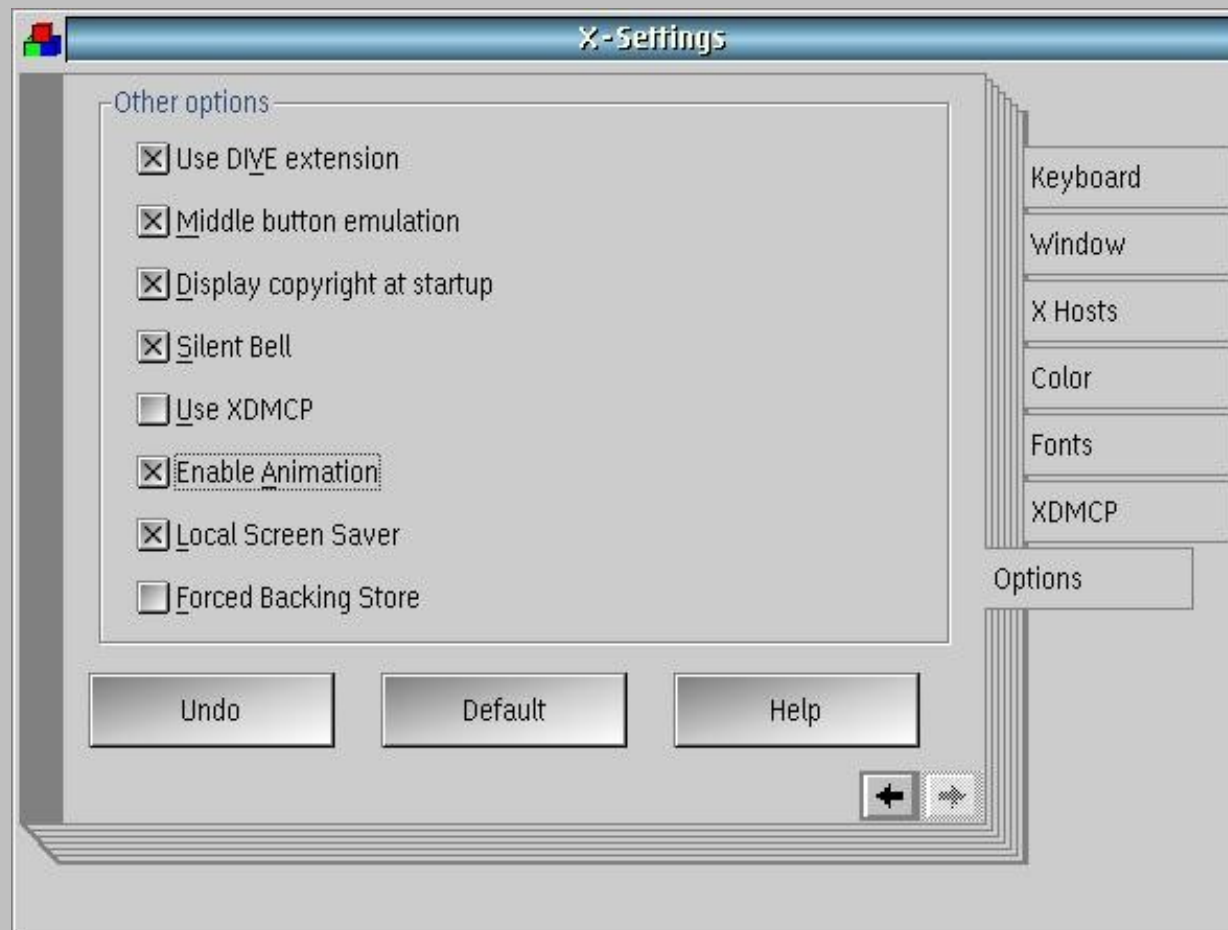 X-Settings
Other options
Use DIVE extension
Middle button emulation
Display copyright at startup
Silent Bell
Use XDMCP
Enable Animation
Local Screen Saver
Forced Backing Store
Undo
Default
Help
Keyboard
Window
X Hosts
Color
Fonts
XDMCP
Options